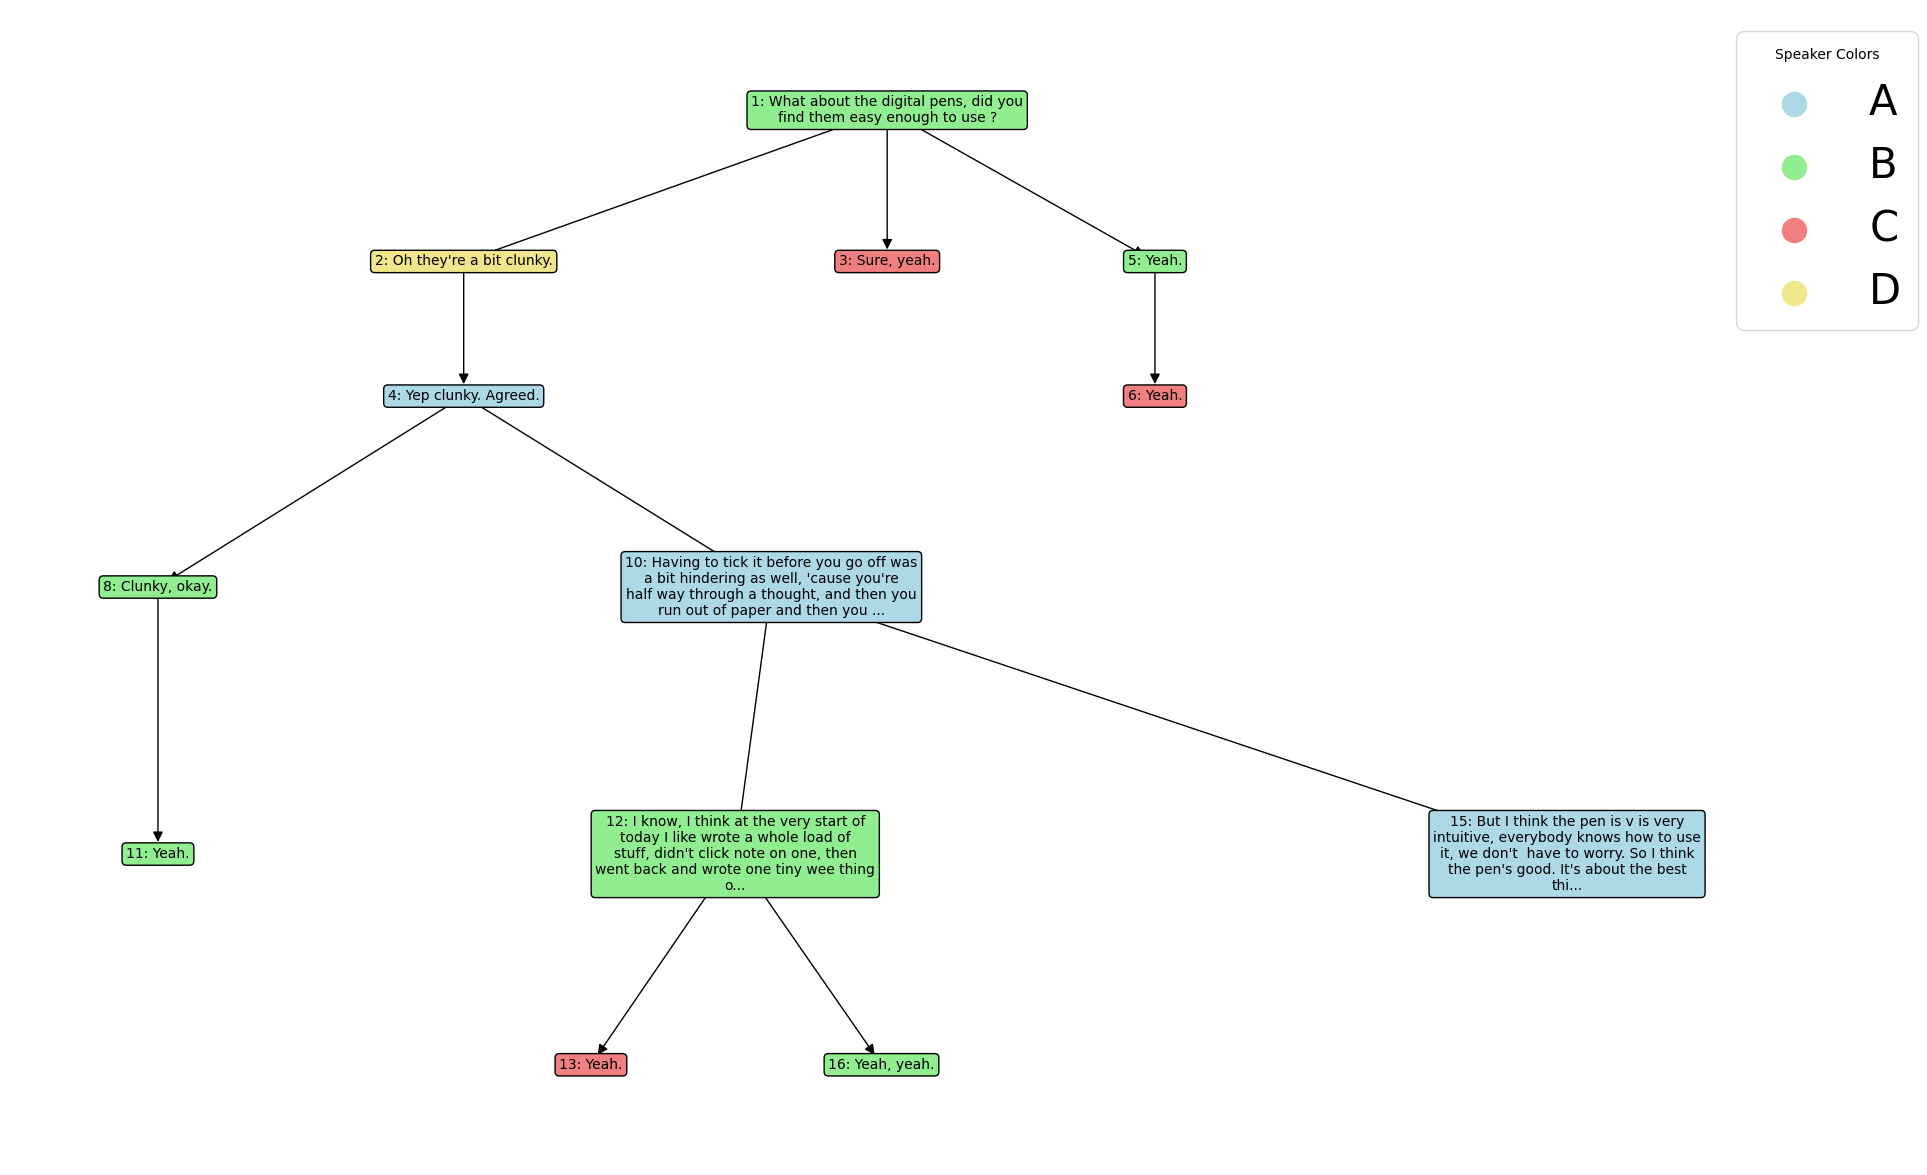 Speaker Colors
A
B
C
D
1: What about the digital pens, did you
find them easy enough to use ?
2: Oh they're a bit clunky.
3: Sure, yeah.
5: Yeah.
4: Yep clunky. Agreed.
6: Yeah.
8: Clunky, okay.
10: Having to tick it before you go off was
a bit hindering as well, 'cause you're
half way through a thought, and then you
run out of paper and then you ...
11: Yeah.
12: I know, I think at the very start of
today I like wrote a whole load of
stuff, didn't click note on one, then
went back and wrote one tiny wee thing
o...
15: But I think the pen is v is very
intuitive, everybody knows how to use
it, we don't  have to worry. So I think
the pen's good. It's about the best
thi...
13: Yeah.
16: Yeah, yeah.